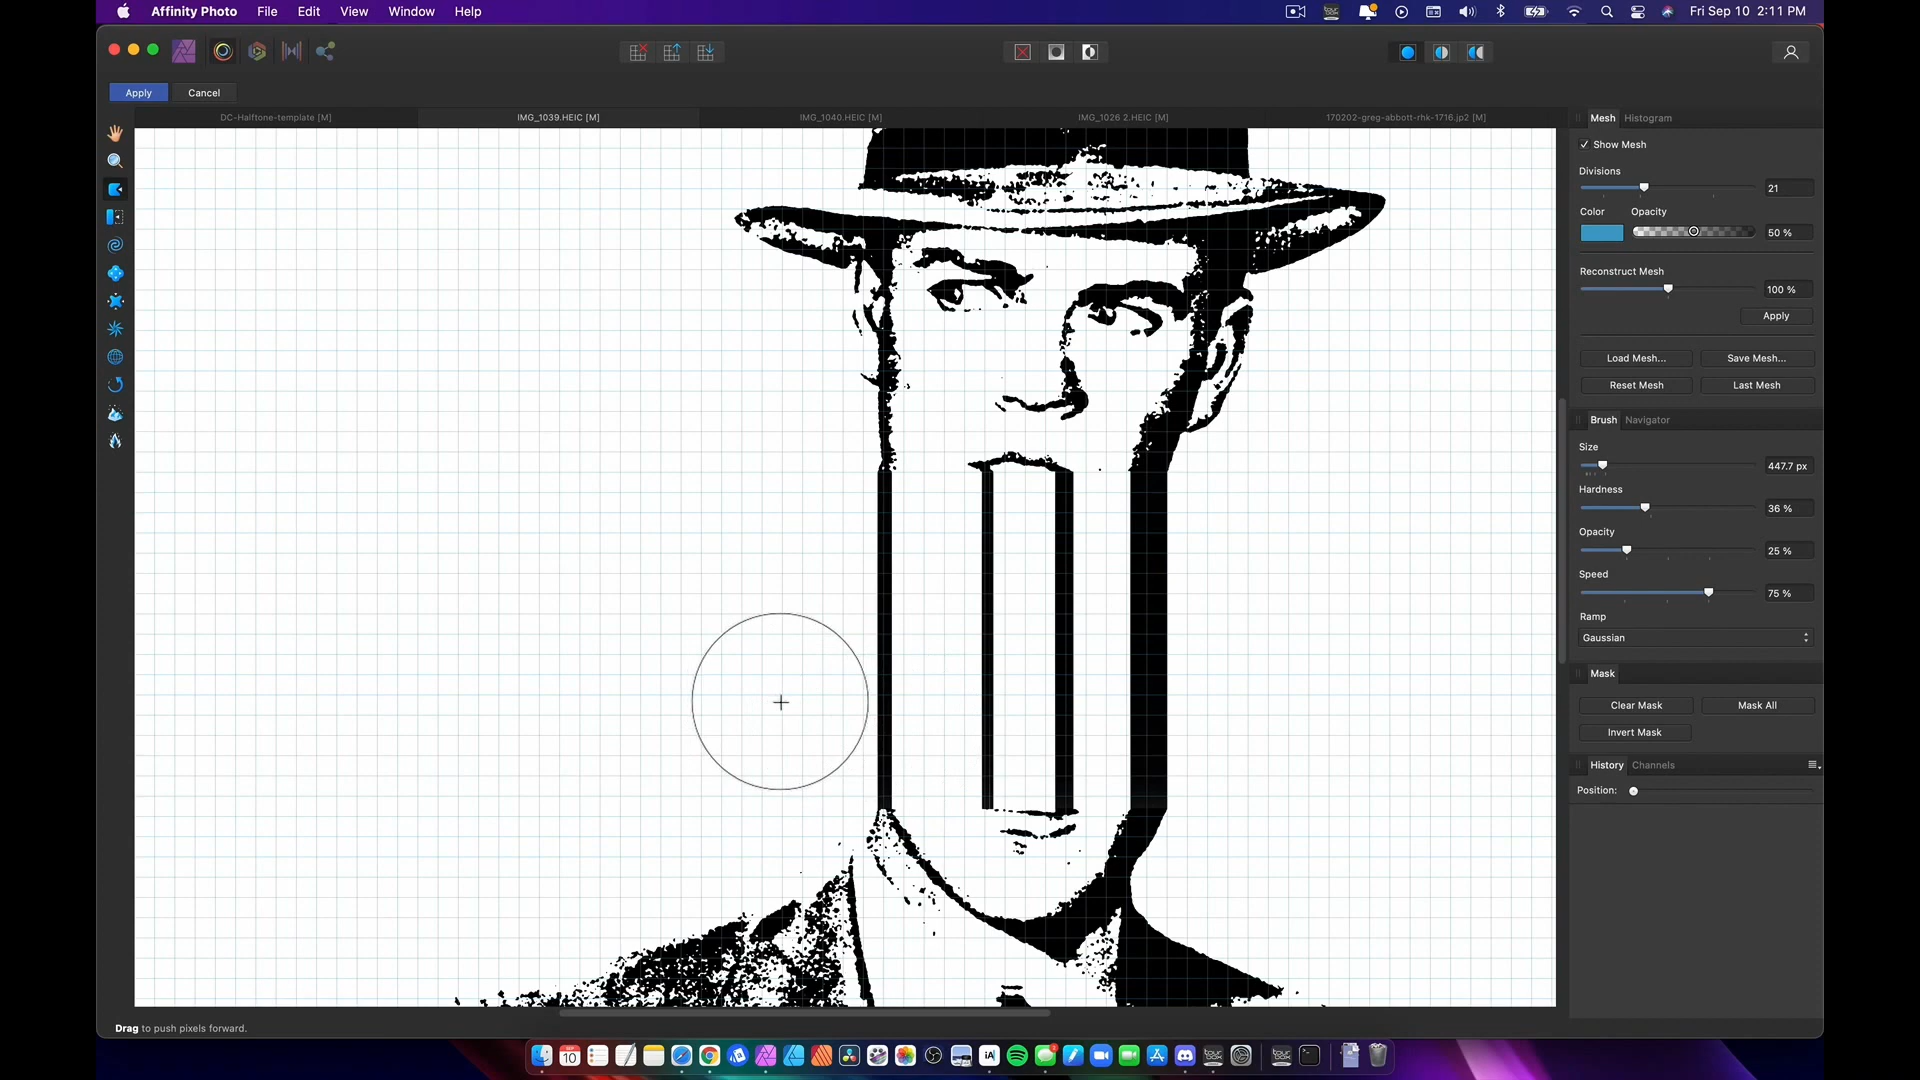 Affinity Photo File Edit View Window Help
Fri Sep 10 2:11 PM
Apply Cancel
DC-Halftone-template [M] IMG_1039.HEIC [M] IMG_1040.HEIC [M] IMG_1026 2.HEIC [M] 170202-greg-abbott-rhk-1716.jp2 [M]
Mesh Histogram
Show Mesh
Divisions
21
Color Opacity
50 %
Reconstruct Mesh
100 %
Apply
Load Mesh... Save Mesh...
Reset Mesh Last Mesh
Brush Navigator
Size
447.7 px
Hardness
36 %
Opacity
25 %
Speed
75 %
Ramp
Gaussian
Mask
Clear Mask Mask All
Invert Mask
History Channels
Position:
Drag to push pixels forward.